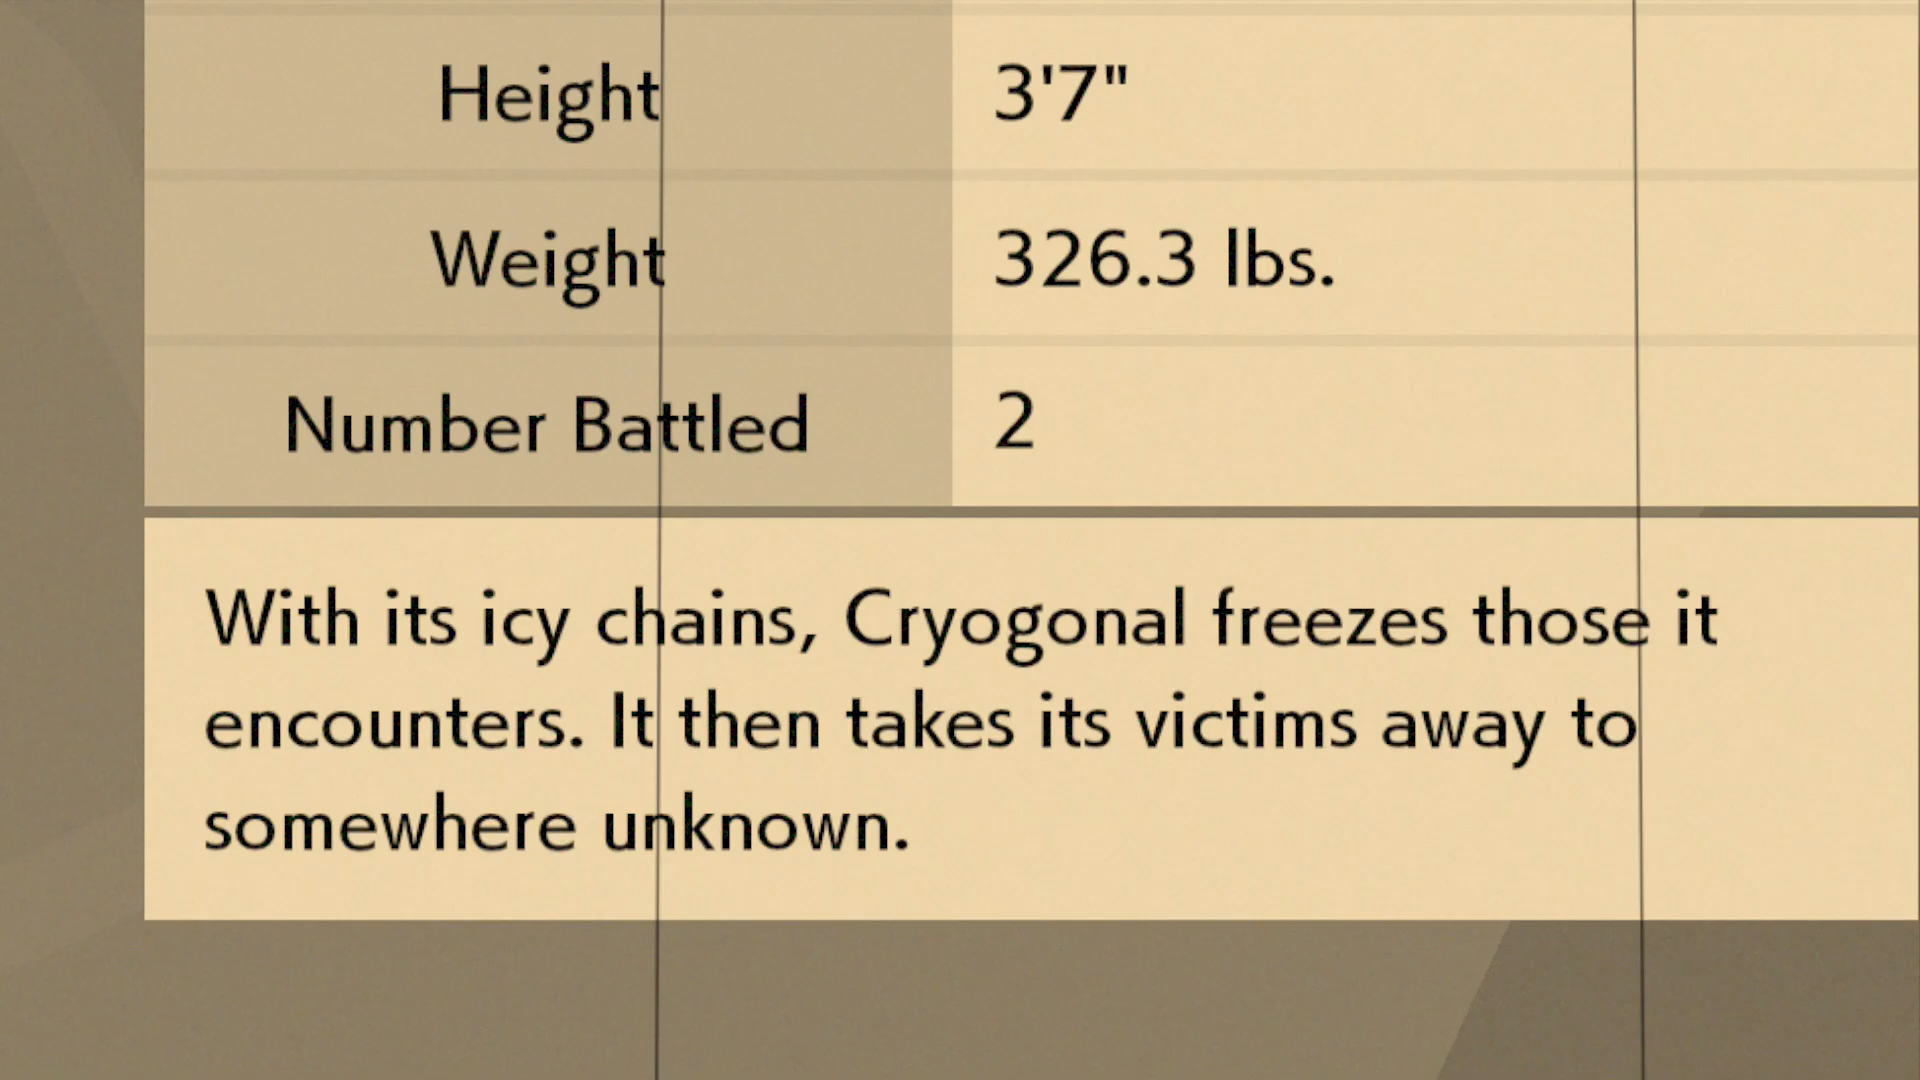 Height 3'7"
Weight 326.3 lbs.
Number Battled 2
With its icy chains, Cryogonal freezes those it
encounters. It then takes its victims away to
somewhere unknown.